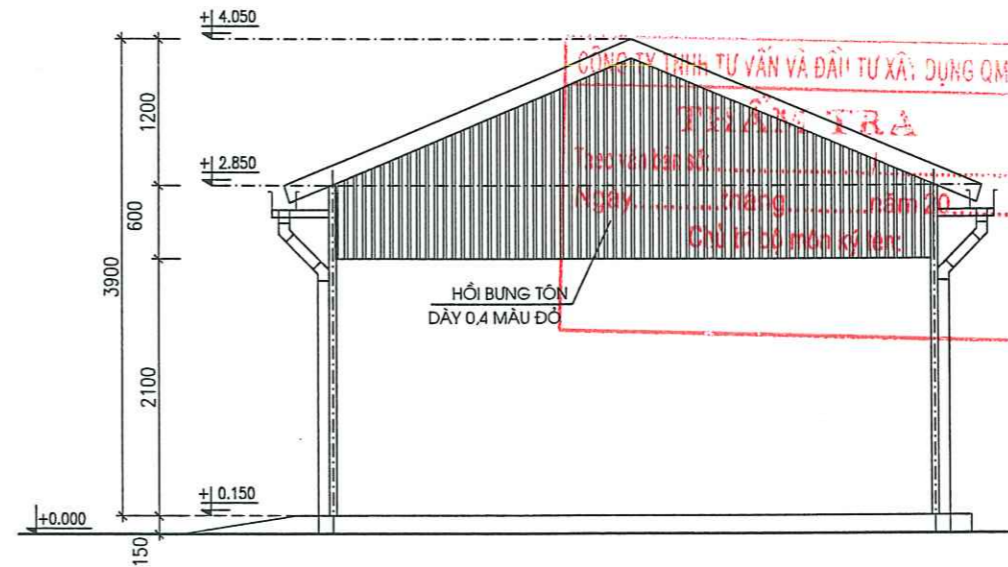 + 4.050
CÔNG TY TNHH TƯ VẤN VÀ ĐẦU TƯ XÂY DỰNG QM
THẨM TRA
Theo văn bản số:................/................
1200
+ 2.850
Ngày...........tháng...........năm 20......
Chủ trì bộ môn ký tên:
600
3900
HỒI BƯNG TÔN
DÀY 0,4 MÀU ĐỎ
2100
+ 0.150
+0.000
150